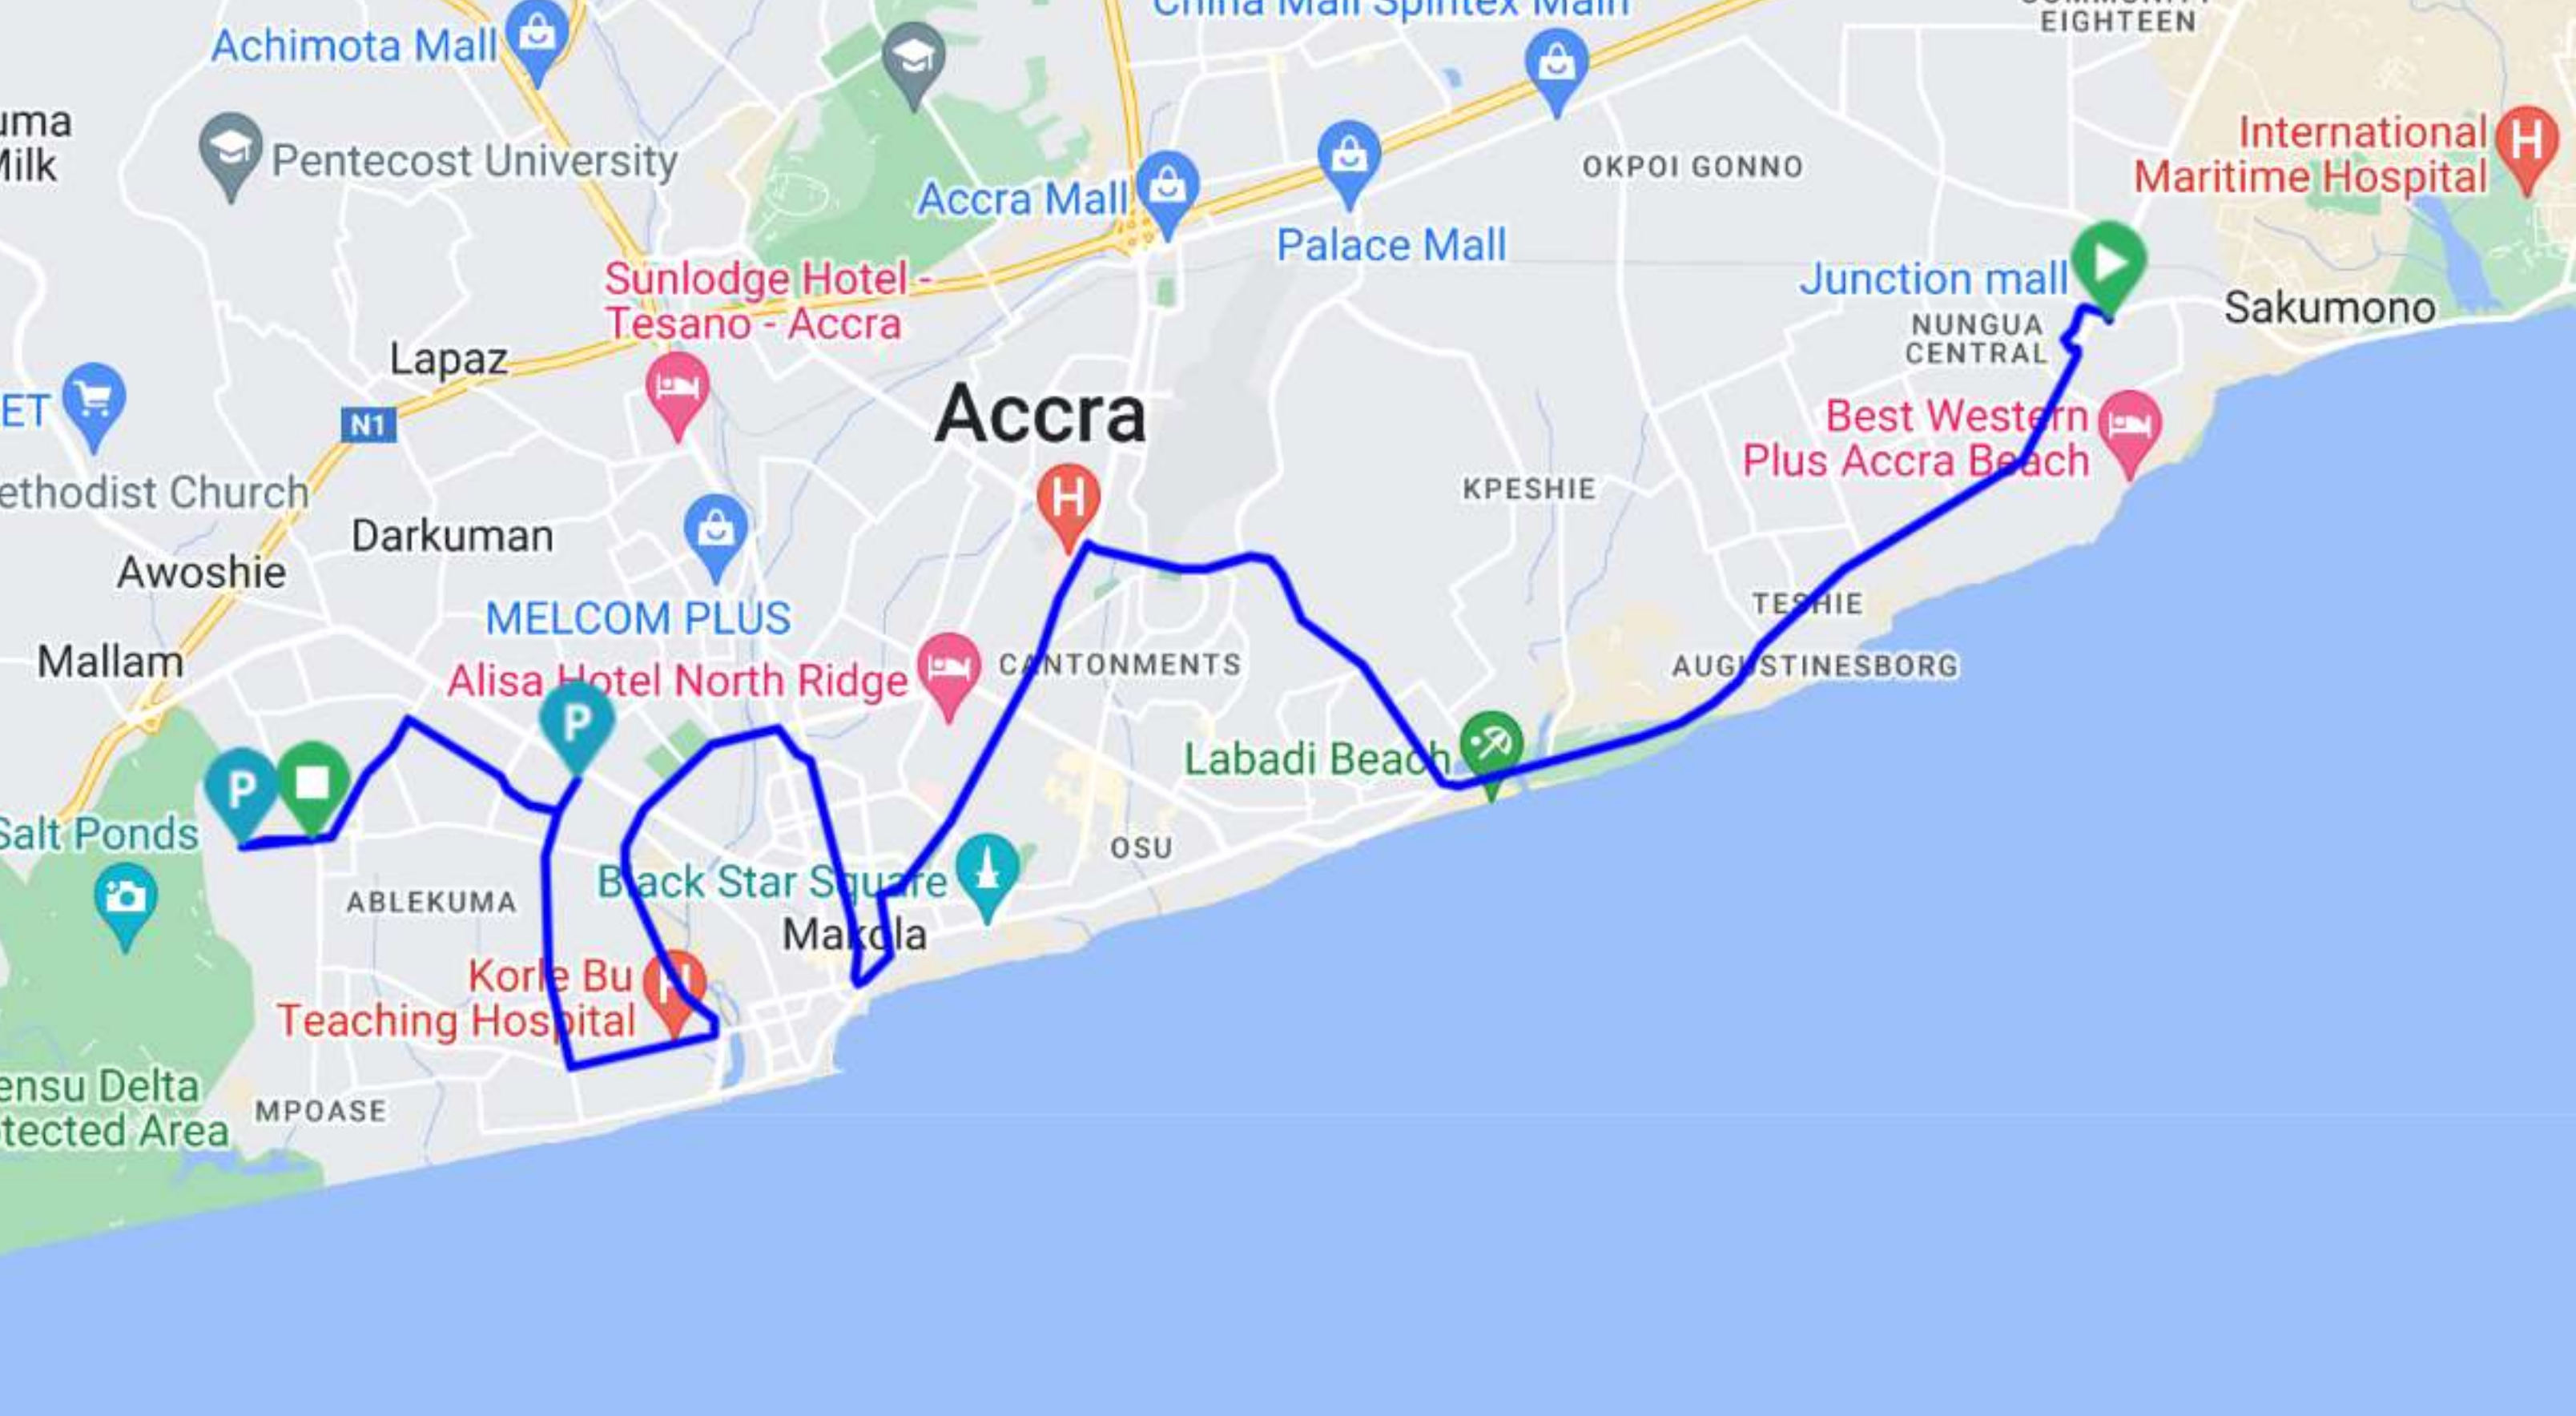 China Mall Spintex Main
COMMUNITY
EIGHTEEN
Achimota Mall
International
Maritime Hospital
Pentecost University
OKPOI GONNO
Accra Mall
Palace Mall
Sunlodge Hotel -
Tesano - Accra
Junction mall
Sakumono
NUNGUA
CENTRAL
Lapaz
N1
ET
Accra
H
Best Western
Plus Accra Beach
KPESHIE
ethodist Church
Darkuman
Awoshie
MELCOM PLUS
TESHIE
Mallam
Alisa Hotel North Ridge
CANTONMENTS
AUGUSTINESBORG
P
P
Labadi Beach
Salt Ponds
OSU
Black Star Square
ABLEKUMA
Makola
Korle Bu
Teaching Hospital
H
ensu Delta
tected Area
MPOASE
uma
Milk
H